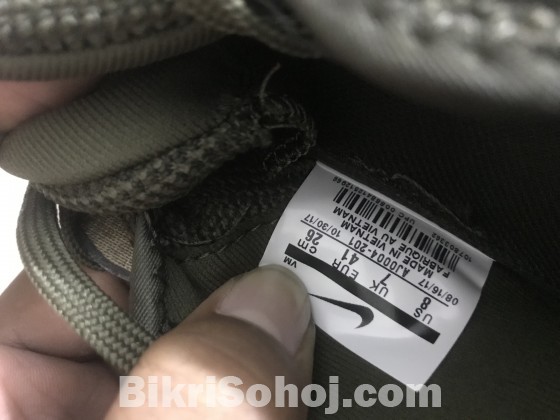 US UK EUR cm
8 7 41 26
VM
08/16/17 10/30/17
AJ0004-201
MADE IN VIETNAM
FABRIQUE AU VIETNAM
BikriSohoj.com